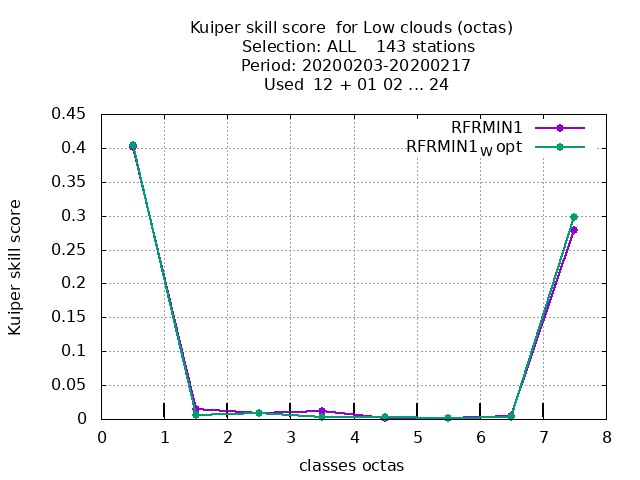 Kuiper skill score  for Low clouds (octas)
Selection: ALL    143 stations
Period: 20200203-20200217
Used  12 + 01 02 ... 24
RFRMIN1
RFRMIN1W opt
Kuiper skill score
0.45
0.4
0.35
0.3
0.25
0.2
0.15
0.1
0.05
0
0 1 2 3 4 5 6 7 8
classes octas